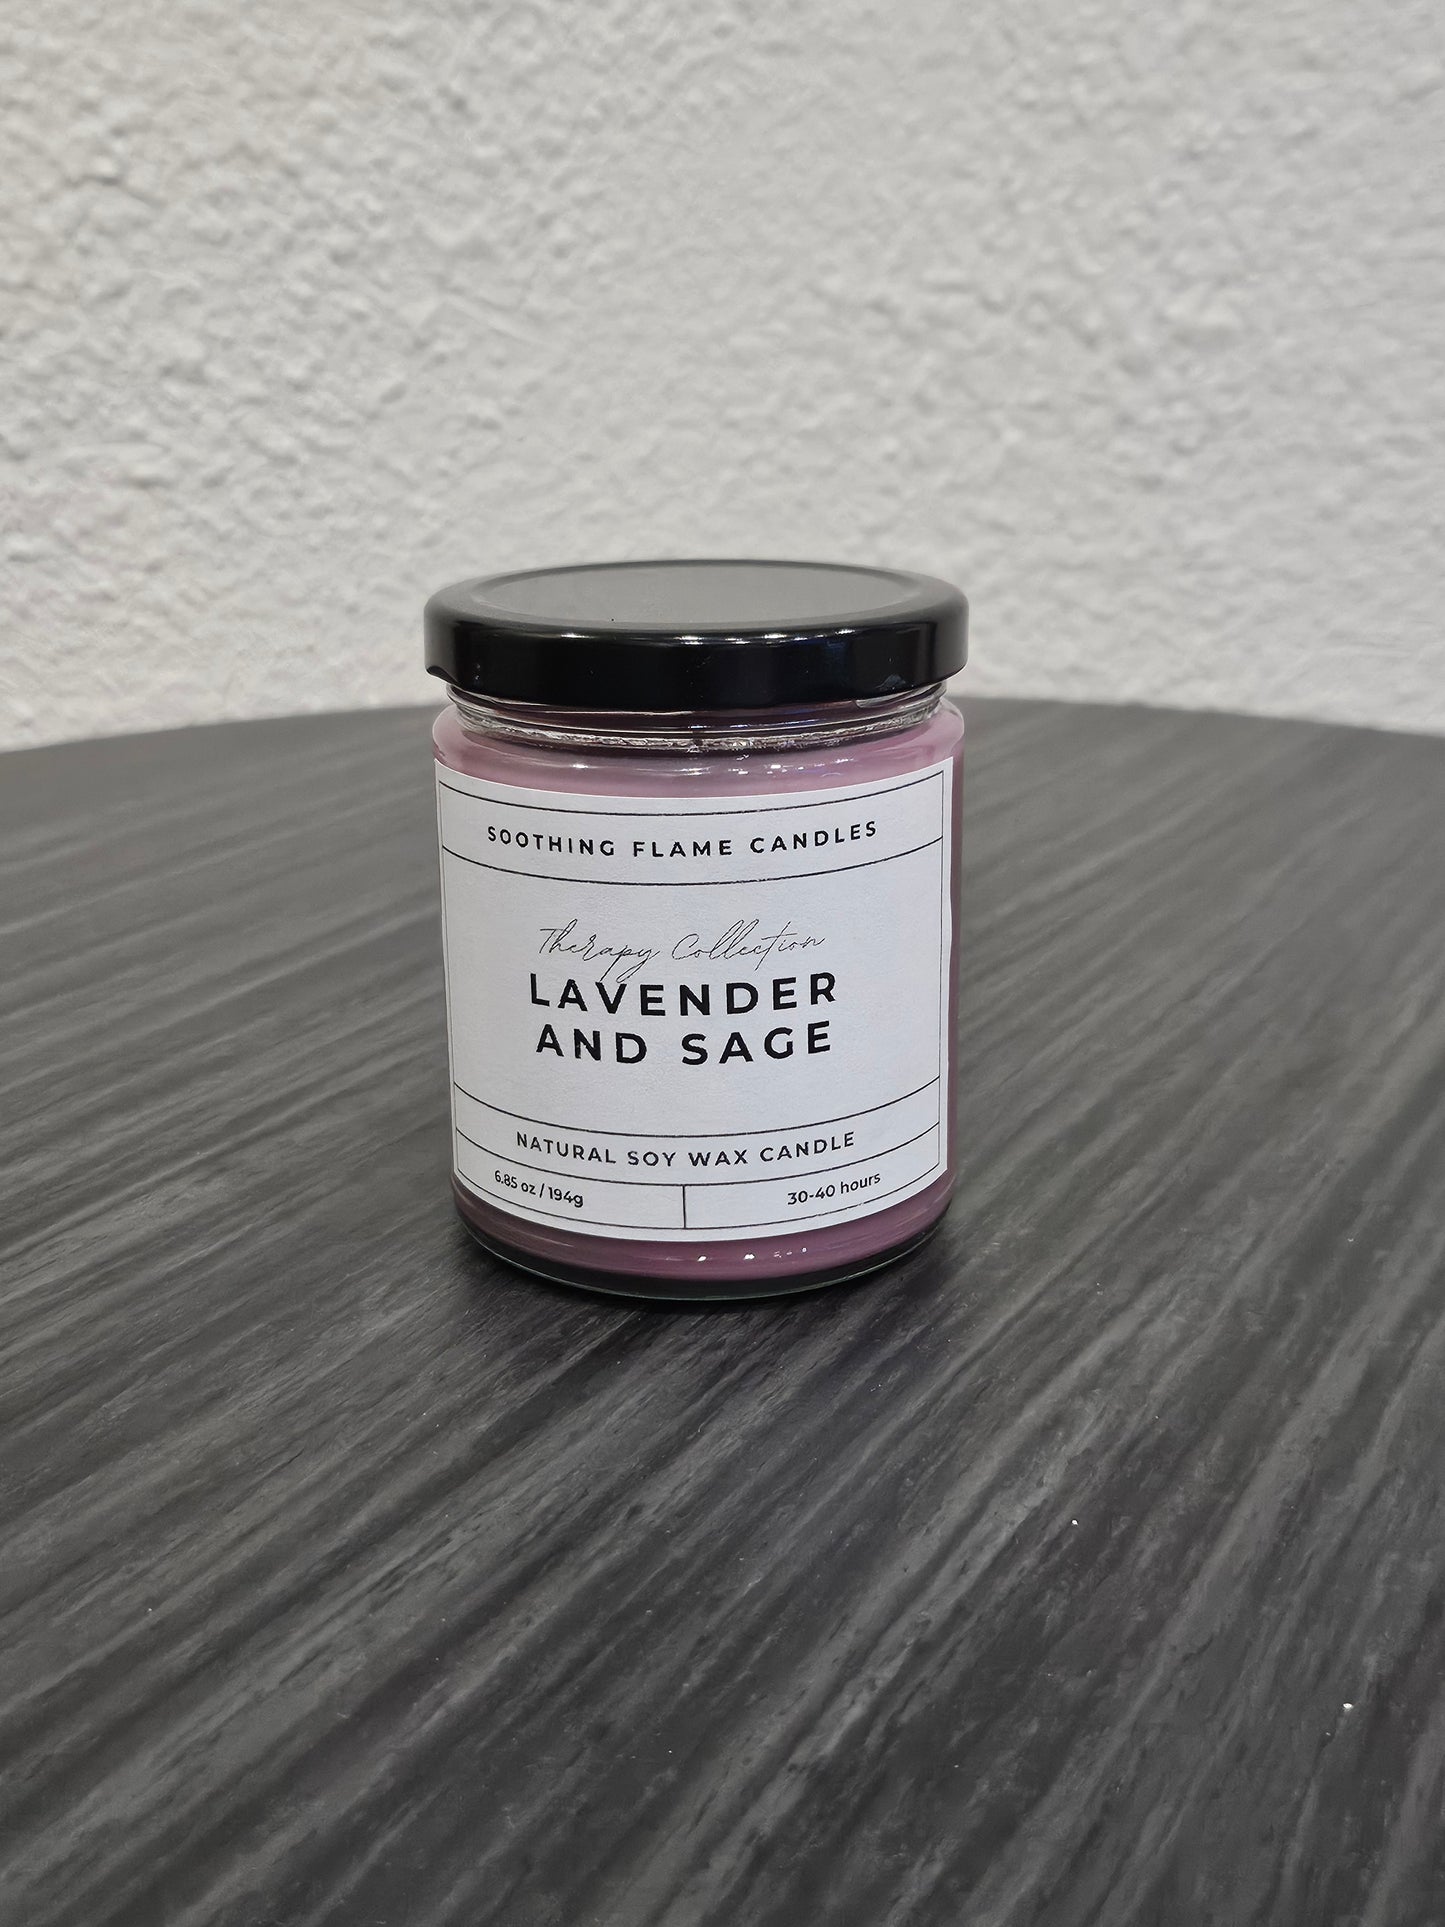 SOOTHING FLAME CANDLES
Therapy Collection
LAVENDER
AND SAGE
NATURAL SOY WAX CANDLE
6.85 oz / 194g
30-40 hours